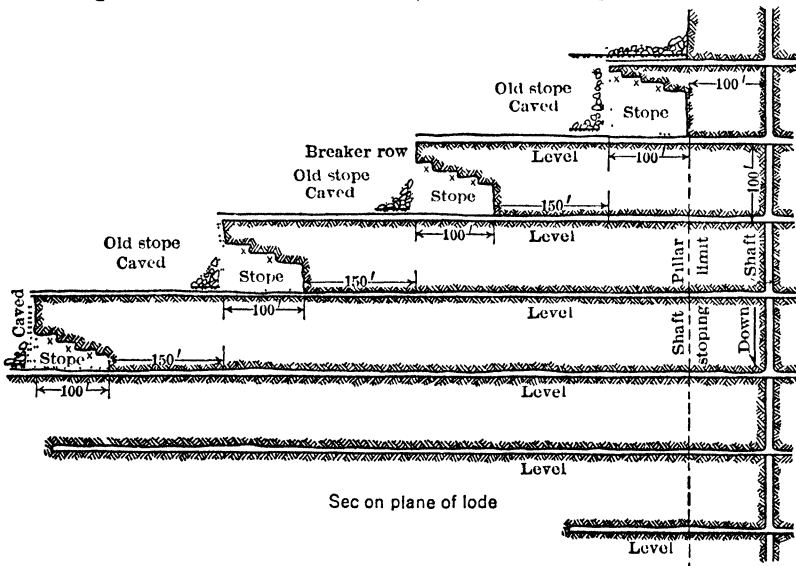 100'
Old stope
Caved
Stope
Breaker row
Level
100'
100'
Old stope
Caved
Stope
150'
100'
Level
Old stope
Caved
Stope
150'
100'
Level
Shaft Pillar
stoping limit
Down Shaft
Caved
Stope
150'
100'
Level
Level
Sec on plane of lode
Level